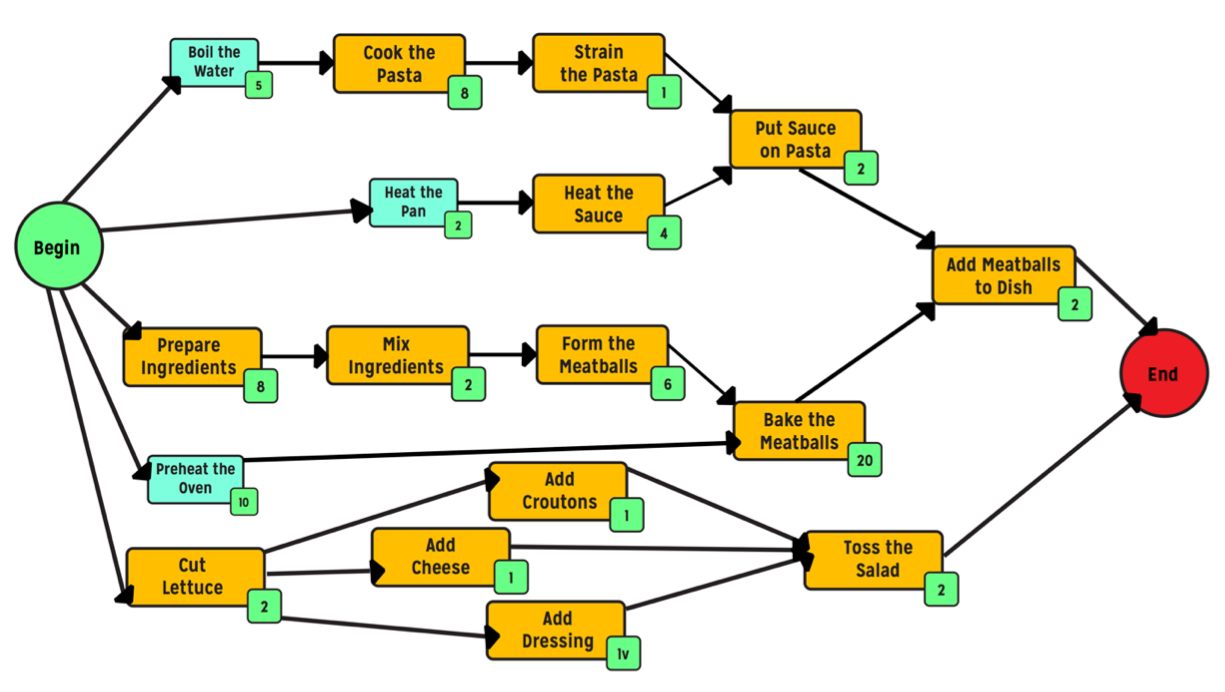 Boil the
Water
5
Cook the
Pasta
8
Strain
the Pasta
1
Put Sauce
on Pasta
2
Heat the
Pan
2
Heat the
Sauce
4
Begin
Add Meatballs
to Dish
2
Prepare
Ingredients
8
Mix
Ingredients
2
Form the
Meatballs
6
End
Bake the
Meatballs
20
Preheat the
Oven
10
Add
Croutons
1
Cut
Lettuce
2
Add
Cheese
1
Toss the
Salad
2
Add
Dressing
1v